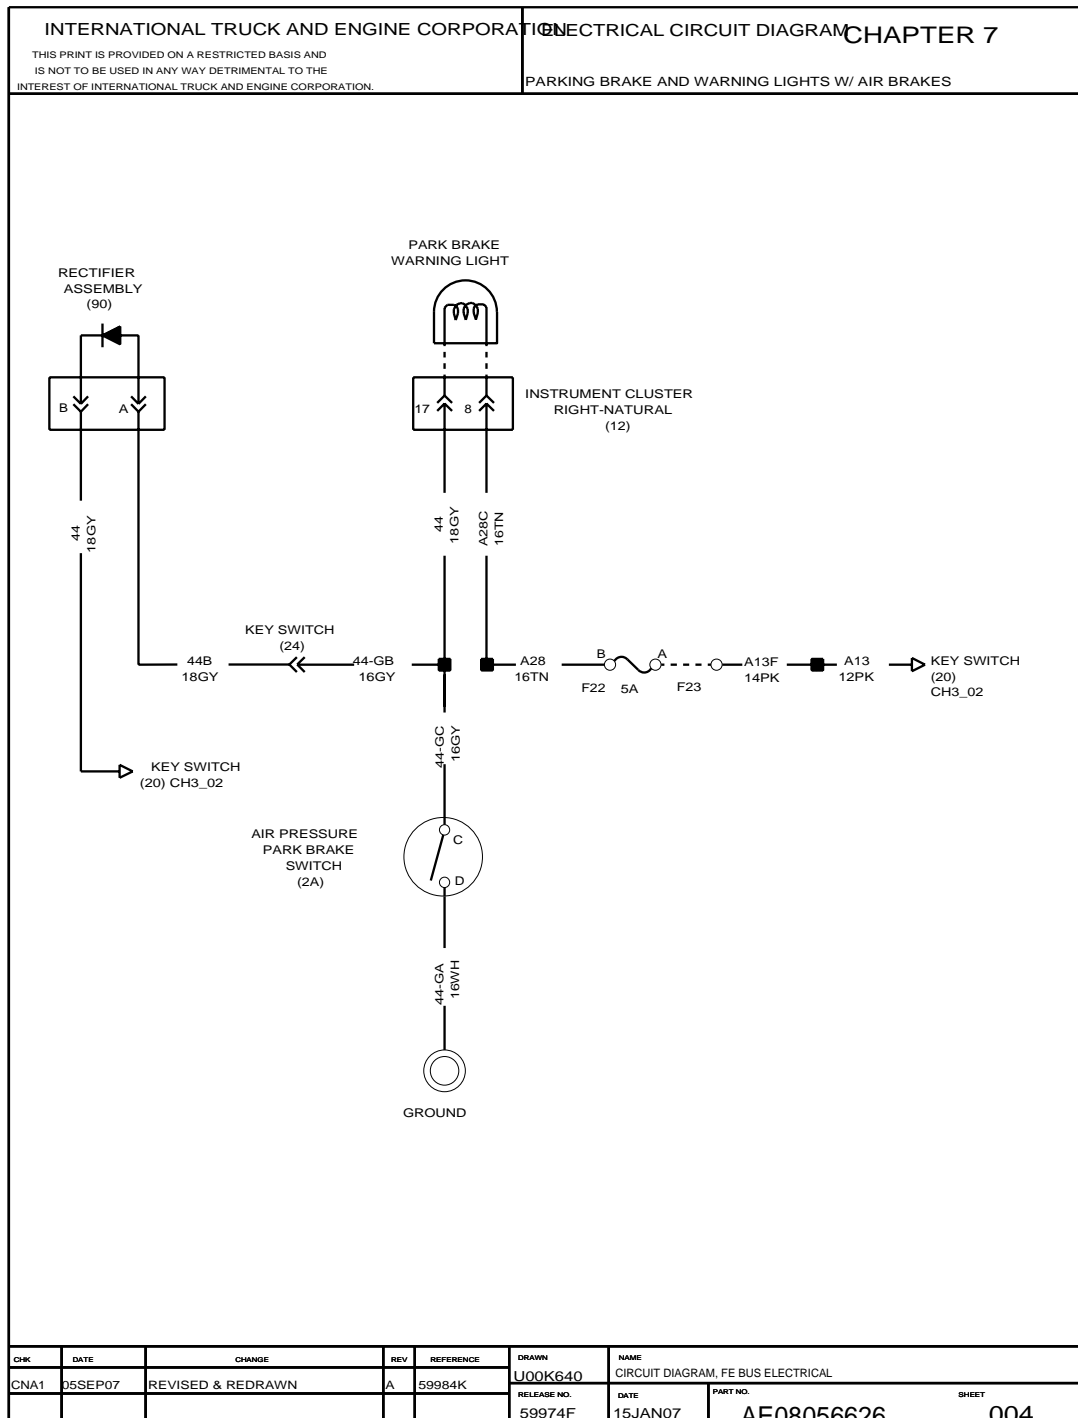 INTERNATIONAL TRUCK AND ENGINE CORPORATION
THIS PRINT IS PROVIDED ON A RESTRICTED BASIS AND
IS NOT TO BE USED IN ANY WAY DETRIMENTAL TO THE
INTEREST OF INTERNATIONAL TRUCK AND ENGINE CORPORATION.
ELECTRICAL CIRCUIT DIAGRAM
CHAPTER 7
PARKING BRAKE AND WARNING LIGHTS W/ AIR BRAKES
PARK BRAKE
WARNING LIGHT
RECTIFIER
ASSEMBLY
(90)
B
A
17
8
INSTRUMENT CLUSTER
RIGHT-NATURAL
(12)
44
18GY
44
18GY
A28C
16TN
KEY SWITCH
(24)
44B
18GY
44-GB
16GY
A28
16TN
B
A
F22
5A
F23
A13F
14PK
A13
12PK
KEY SWITCH
(20)
CH3_02
44-GC
16GY
KEY SWITCH
(20) CH3_02
AIR PRESSURE
PARK BRAKE
SWITCH
(2A)
C
D
44-GA
16WH
GROUND
CHK
DATE
CHANGE
REV
REFERENCE
DRAWN
NAME
CNA1
05SEP07
REVISED & REDRAWN
A
59984K
U00K640
CIRCUIT DIAGRAM, FE BUS ELECTRICAL
RELEASE NO.
DATE
PART NO.
SHEET
59974F
15JAN07
AE08056626
004